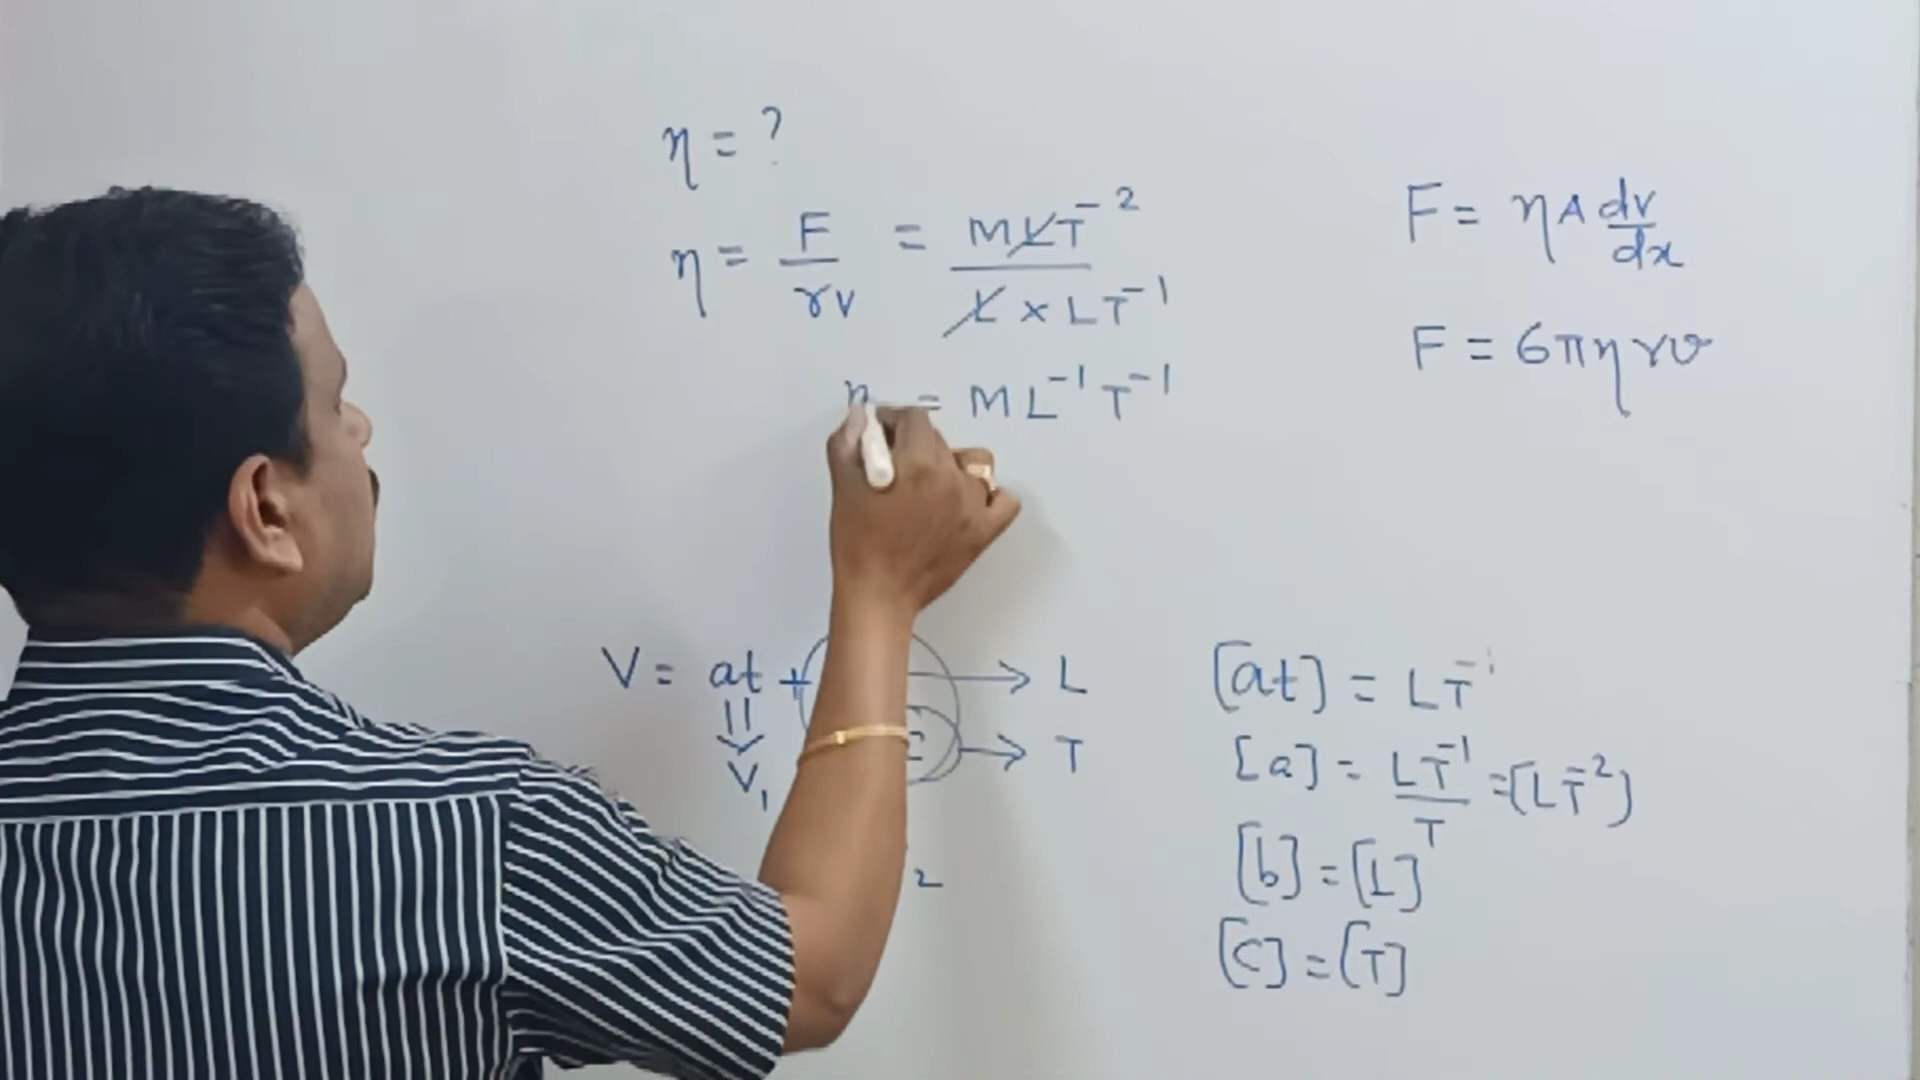 η = ?
η = F / rv = MLT⁻² / L × LT⁻¹
η = ML⁻¹T⁻¹
F = ηA dv/dx
F = 6πηrv
V = at +
→ L
→ T
⇓
V₁
2
[at] = LT⁻¹
[a] = LT⁻¹ / T = [LT⁻²]
[b] = [L]
[c] = [T]